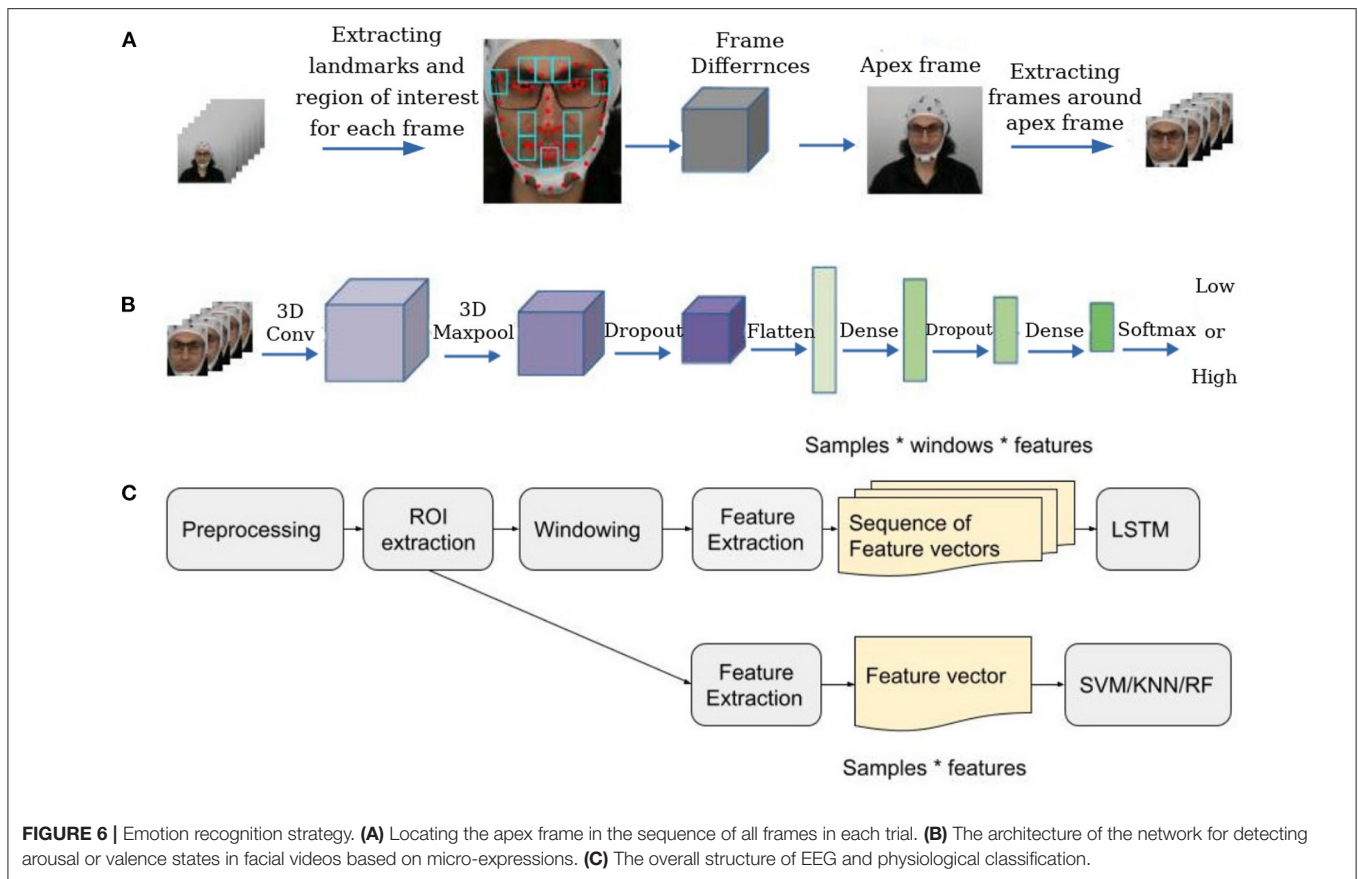 A
Extracting
landmarks and
region of interest
for each frame
Frame
Differrnces
Apex frame
Extracting
frames around
apex frame
B
3D
Conv
3D
Maxpool
Dropout
Flatten
Dense
Dropout
Dense
Softmax
Low
or
High
Samples * windows * features
C
Preprocessing
ROI
extraction
Windowing
Feature
Extraction
Sequence of
Feature vectors
LSTM
Feature
Extraction
Feature vector
SVM/KNN/RF
Samples * features
FIGURE 6 | Emotion recognition strategy. (A) Locating the apex frame in the sequence of all frames in each trial. (B) The architecture of the network for detecting
arousal or valence states in facial videos based on micro-expressions. (C) The overall structure of EEG and physiological classification.